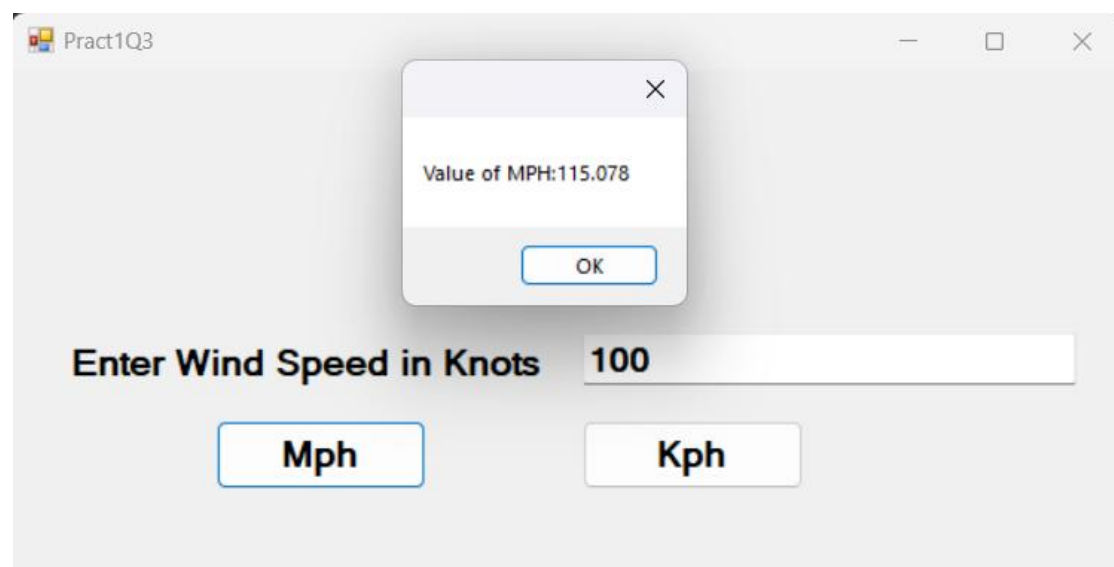 Pract1Q3
Value of MPH:115.078
OK
Enter Wind Speed in Knots 100
Mph Kph